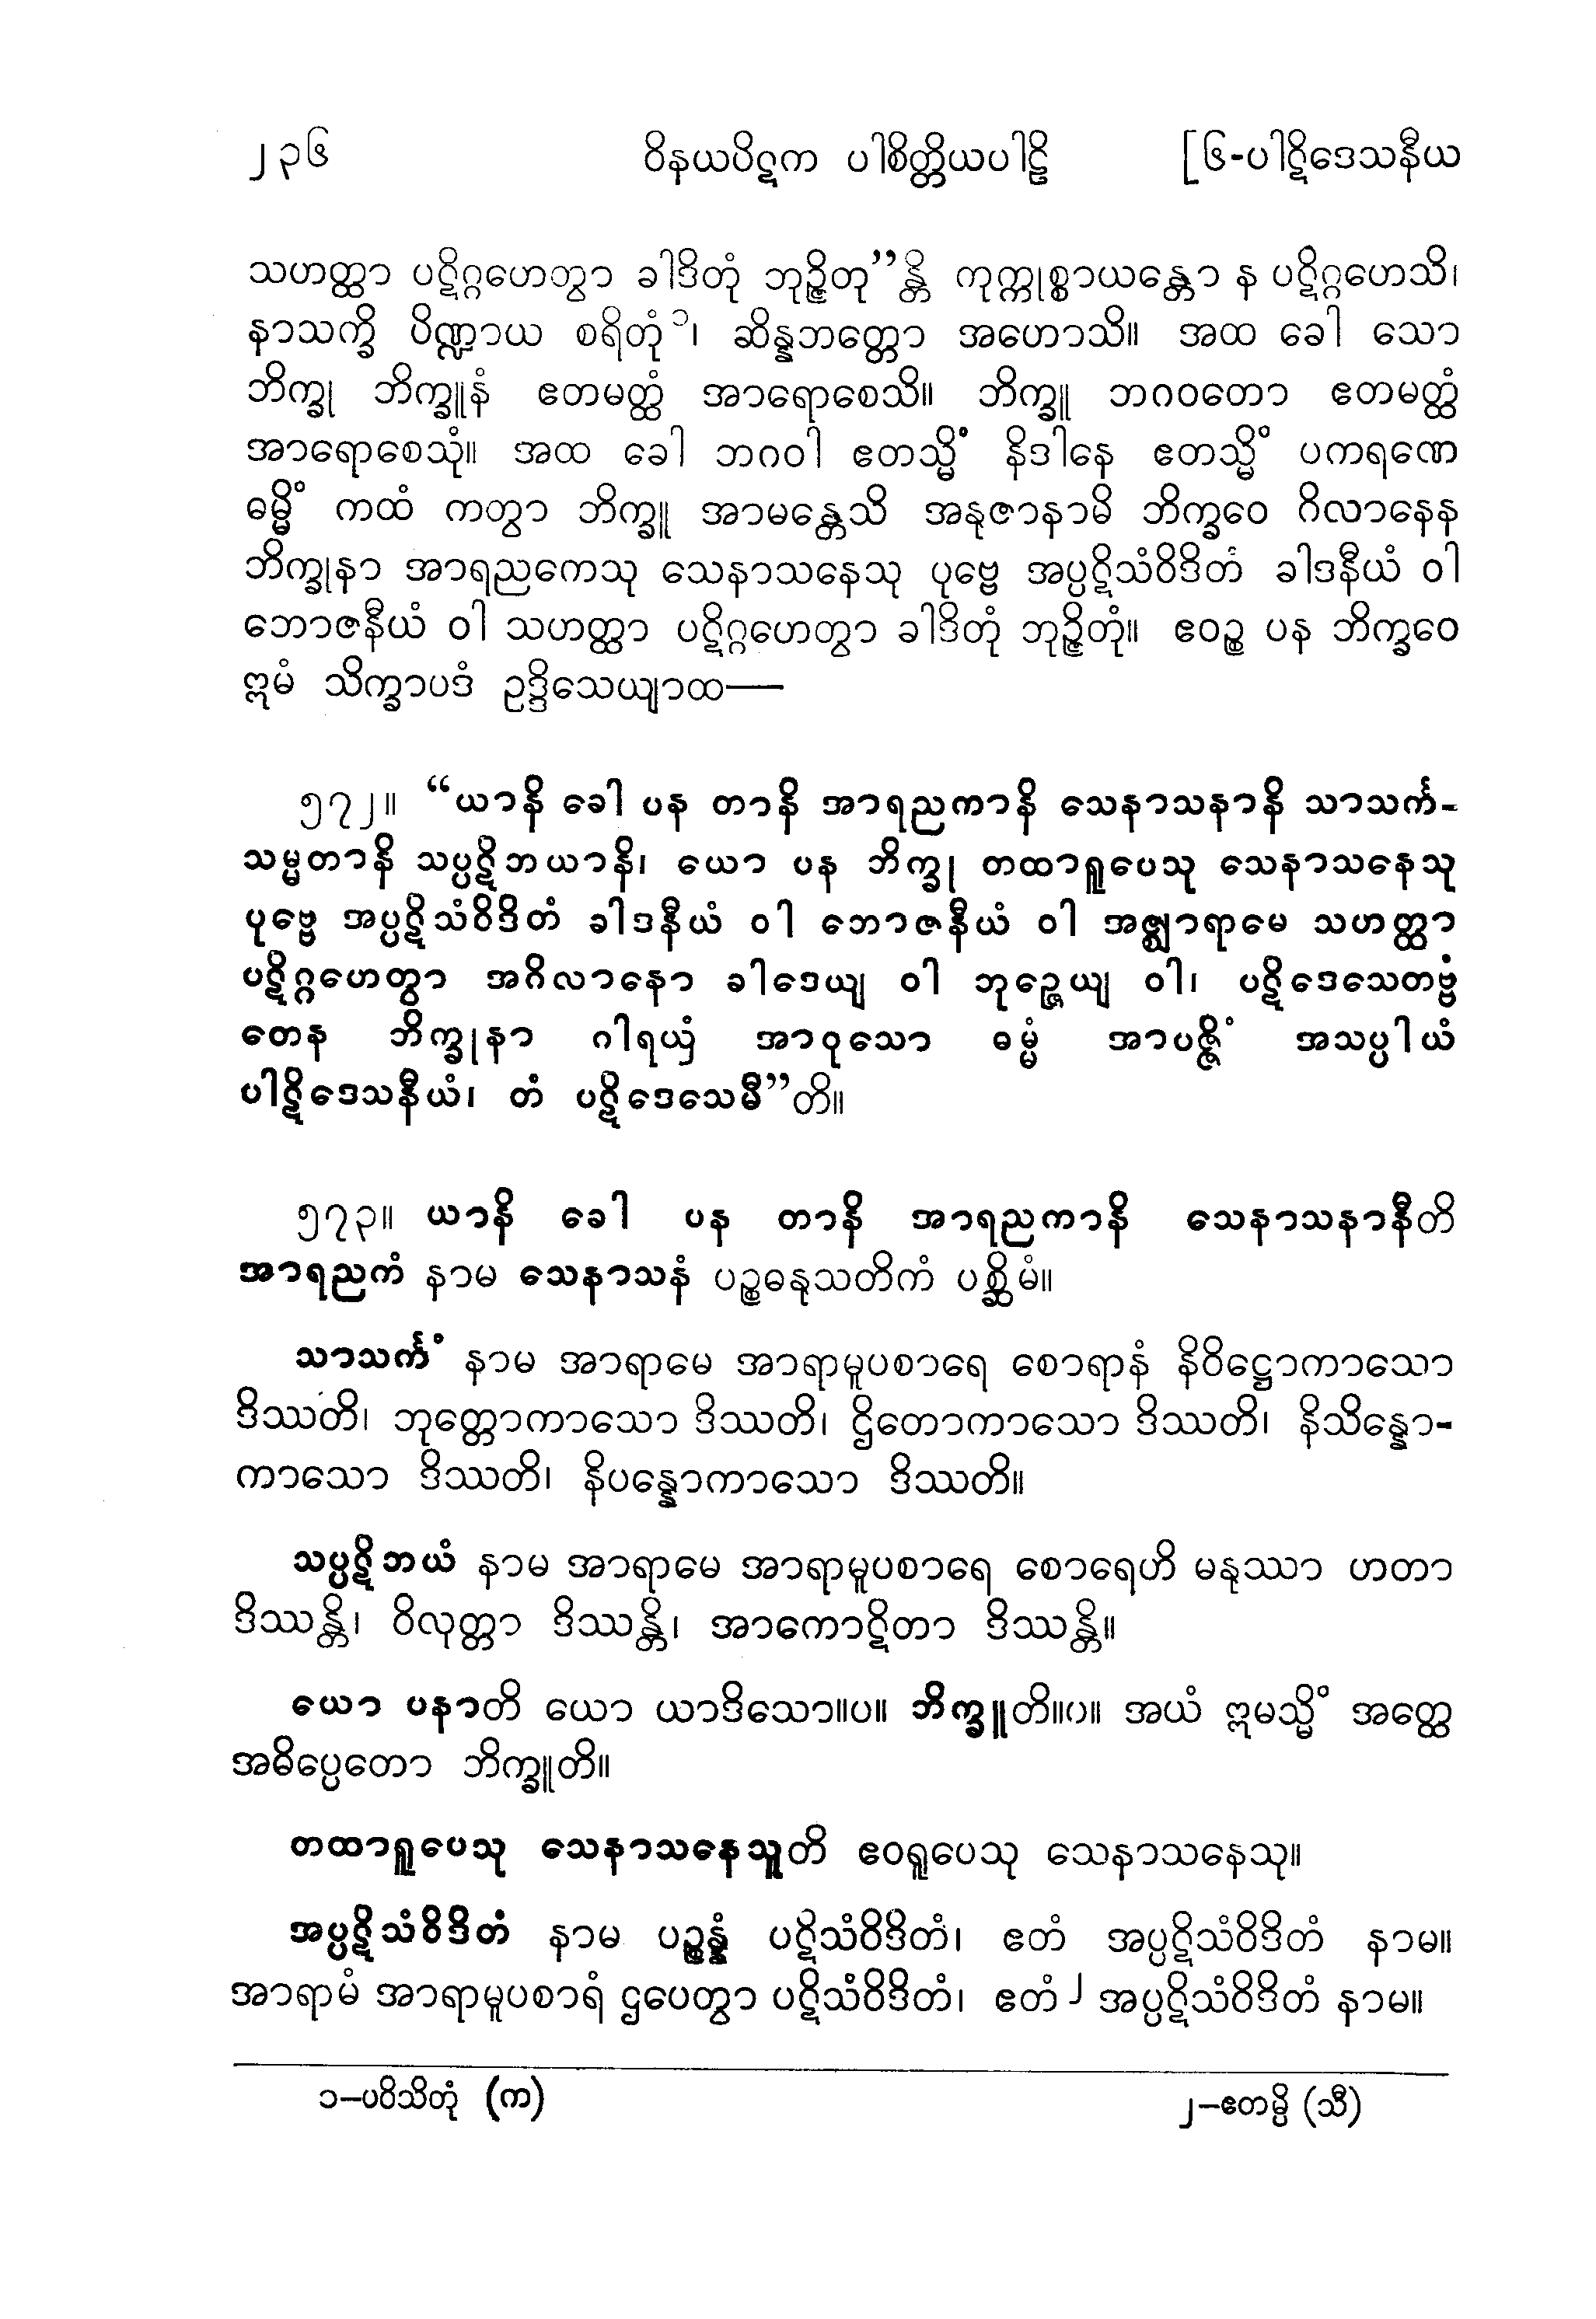 ၂၃၆ ဝိနယပိဋက ပါစိတ္တိယပါဠိ [၆-ပါဋိဒေသနီယ
သဟတ္ထာ ပဋိဂ္ဂဟေတွာ ခါဒိတုံ ဘုဉ္ဇိတု”န္တိ ကုက္ကုစ္စာယန္တော န ပဋိဂ္ဂဟေသိ၊
နာသက္ခိ ပိဏ္ဍာယ စရိတုံ ၁၊ ဆိန္နဘတ္တော အဟောသိ။ အထ ခေါ သော
ဘိက္ခု ဘိက္ခူနံ ဧတမတ္ထံ အာရောစေသိ။ ဘိက္ခူ ဘဂဝတော ဧတမတ္ထံ
အာရောစေသုံ။ အထ ခေါ ဘဂဝါ ဧတသ္မိံ နိဒါနေ ဧတသ္မိံ ပကရဏေ
ဓမ္မိံ ကထံ ကတွာ ဘိက္ခူ အာမန္တေသိ အနုဇာနာမိ ဘိက္ခဝေ ဂိလာနေန
ဘိက္ခုနာ အာရညကေသု သေနာသနေသု ပုဗ္ဗေ အပ္ပဋိသံဝိဒိတံ ခါဒနီယံ ဝါ
ဘောဇနီယံ ဝါ သဟတ္ထာ ပဋိဂ္ဂဟေတွာ ခါဒိတုံ ဘုဉ္ဇိတုံ။ ဧဝဉ္စ ပန ဘိက္ခဝေ
ဣမံ သိက္ခာပဒံ ဥဒ္ဒိသေယျာထ—
၅၇၂။ “ယာနိ ခေါ ပန တာနိ အာရညကာနိ သေနာသနာနိ သာသင်္က-
သမ္မတာနိ သပ္ပဋိဘယာနိ၊ ယော ပန ဘိက္ခု တထာရူပေသု သေနာသနေသု
ပုဗ္ဗေ အပ္ပဋိသံဝိဒိတံ ခါဒနီယံ ဝါ ဘောဇနီယံ ဝါ အဇ္ဈာရာမေ သဟတ္ထာ
ပဋိဂ္ဂဟေတွာ အဂိလာနော ခါဒေယျ ဝါ ဘုဉ္ဇေယျ ဝါ၊ ပဋိဒေသေတဗ္ဗံ
တေန ဘိက္ခုနာ ဂါရယှံ အာဝုသော ဓမ္မံ အာပဇ္ဇိံ အသပ္ပါယံ
ပါဋိဒေသနီယံ၊ တံ ပဋိဒေသေမီ”တိ။
၅၇၃။ ယာနိ ခေါ ပန တာနိ အာရညကာနိ သေနာသနာနီတိ
အာရညကံ နာမ သေနာသနံ ပဉ္စဓနုသတိကံ ပစ္ဆိမံ။
သာသင်္ကံ နာမ အာရာမေ အာရာမူပစာရေ စောရာနံ နိဝိဋ္ဌောကာသော
ဒိဿတိ၊ ဘုတ္တောကာသော ဒိဿတိ၊ ဌိတောကာသော ဒိဿတိ၊ နိသိန္နော-
ကာသော ဒိဿတိ၊ နိပန္နောကာသော ဒိဿတိ။
သပ္ပဋိဘယံ နာမ အာရာမေ အာရာမူပစာရေ စောရေဟိ မနုဿာ ဟတာ
ဒိဿန္တိ၊ ဝိလုတ္တာ ဒိဿန္တိ၊ အာကောဋိတာ ဒိဿန္တိ။
ယော ပနာတိ ယော ယာဒိသော။ပ။ ဘိက္ခူတိ။ပ။ အယံ ဣမသ္မိံ အတ္ထေ
အဓိပ္ပေတော ဘိက္ခူတိ။
တထာရူပေသု သေနာသနေသူတိ ဧဝရူပေသု သေနာသနေသု။
အပ္ပဋိသံဝိဒိတံ နာမ ပဉ္စန္နံ ပဋိသံဝိဒိတံ၊ ဧတံ အပ္ပဋိသံဝိဒိတံ နာမ။
အာရာမံ အာရာမူပစာရံ ဌပေတွာ ပဋိသံဝိဒိတံ၊ ဧတံ ၂ အပ္ပဋိသံဝိဒိတံ နာမ။
၁–ပဝိသိတုံ (က) ၂–ဧတမ္ပိ (သီ)